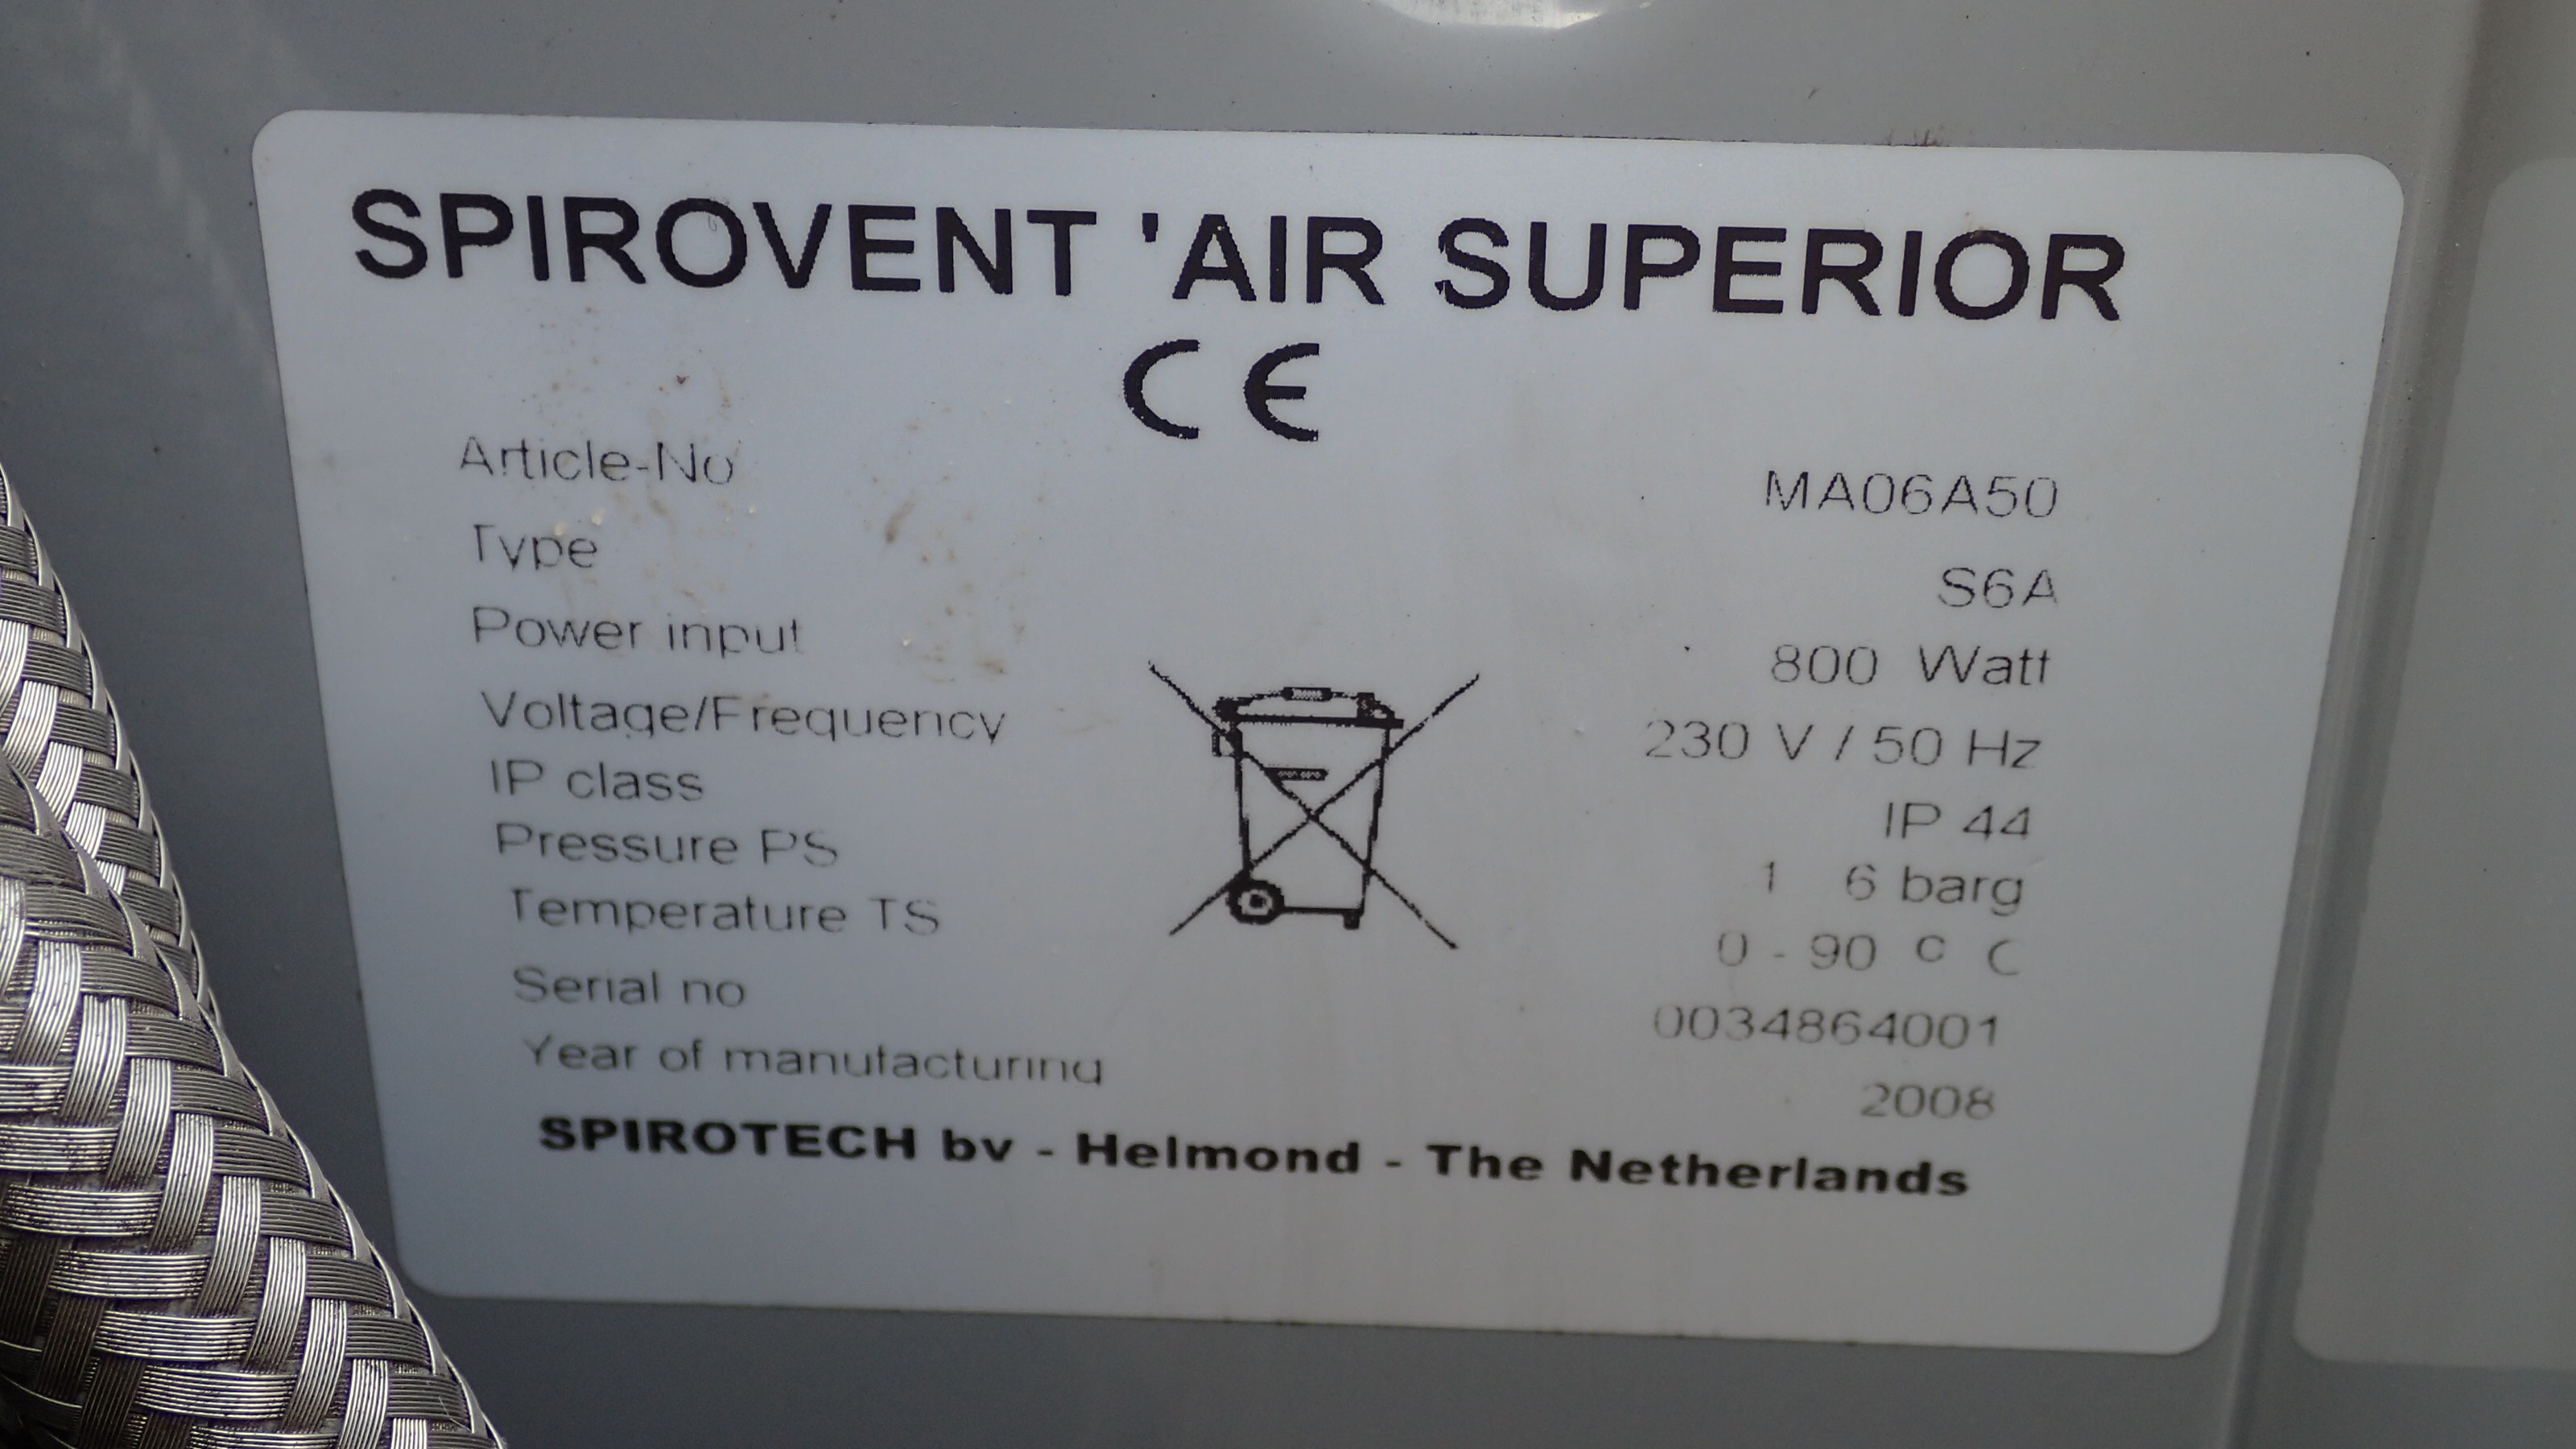 SPIROVENT 'AIR SUPERIOR
CE
Article-No MA06A50
Type S6A
Power input 800 Watt
Voltage/Frequency 230 V / 50 Hz
IP class IP 44
Pressure PS 1 6 barg
Temperature TS 0 - 90 ° C
Serial no 0034864001
Year of manufacturing 2008
SPIROTECH bv - Helmond - The Netherlands